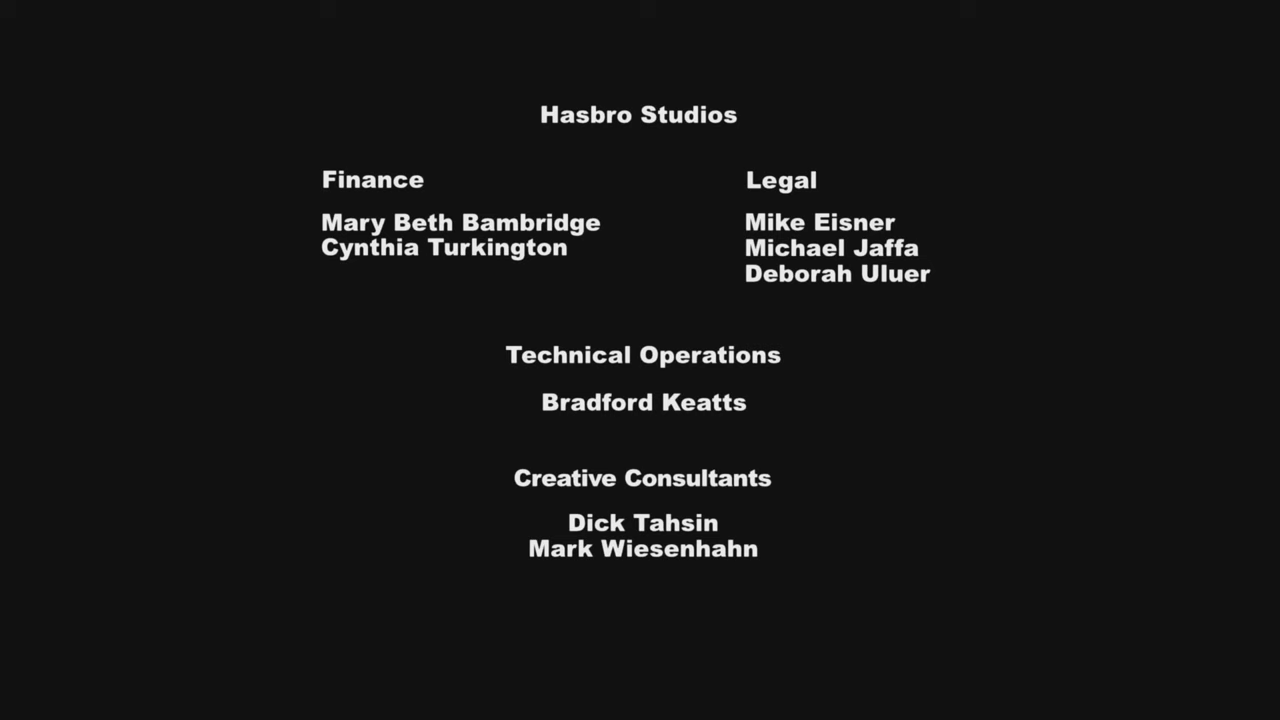 Hasbro Studios
Finance
Mary Beth Bambridge
Cynthia Turkington
Legal
Mike Eisner
Michael Jaffa
Deborah Uluer
Technical Operations
Bradford Keatts
Creative Consultants
Dick Tahsin
Mark Wiesenhahn